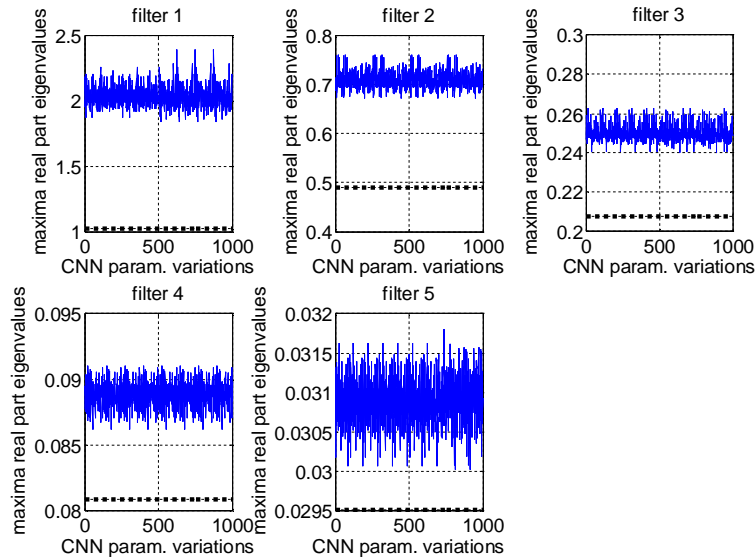 filter 1
maxima real part eigenvalues
2.5
2
1.5
1
0 500 1000
CNN param. variations
filter 2
maxima real part eigenvalues
0.8
0.7
0.6
0.5
0.4
0 500 1000
CNN param. variations
filter 3
maxima real part eigenvalues
0.3
0.28
0.26
0.24
0.22
0.2
0 500 1000
CNN param. variations
filter 4
maxima real part eigenvalues
0.095
0.09
0.085
0.08
0 500 1000
CNN param. variations
filter 5
maxima real part eigenvalues
0.032
0.0315
0.031
0.0305
0.03
0.0295
0 500 1000
CNN param. variations